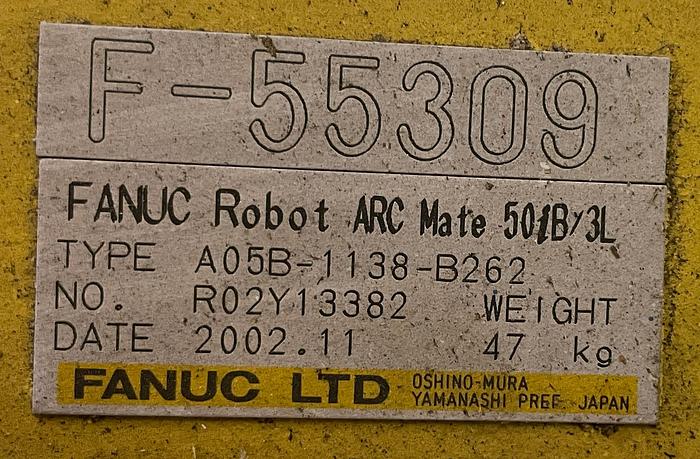 F-55309
FANUC Robot ARC Mate 50iB/3L
TYPE A05B-1138-B262
NO. R02Y13382 WEIGHT
DATE 2002.11 47 kg
FANUC LTD OSHINO-MURA
YAMANASHI PREF. JAPAN